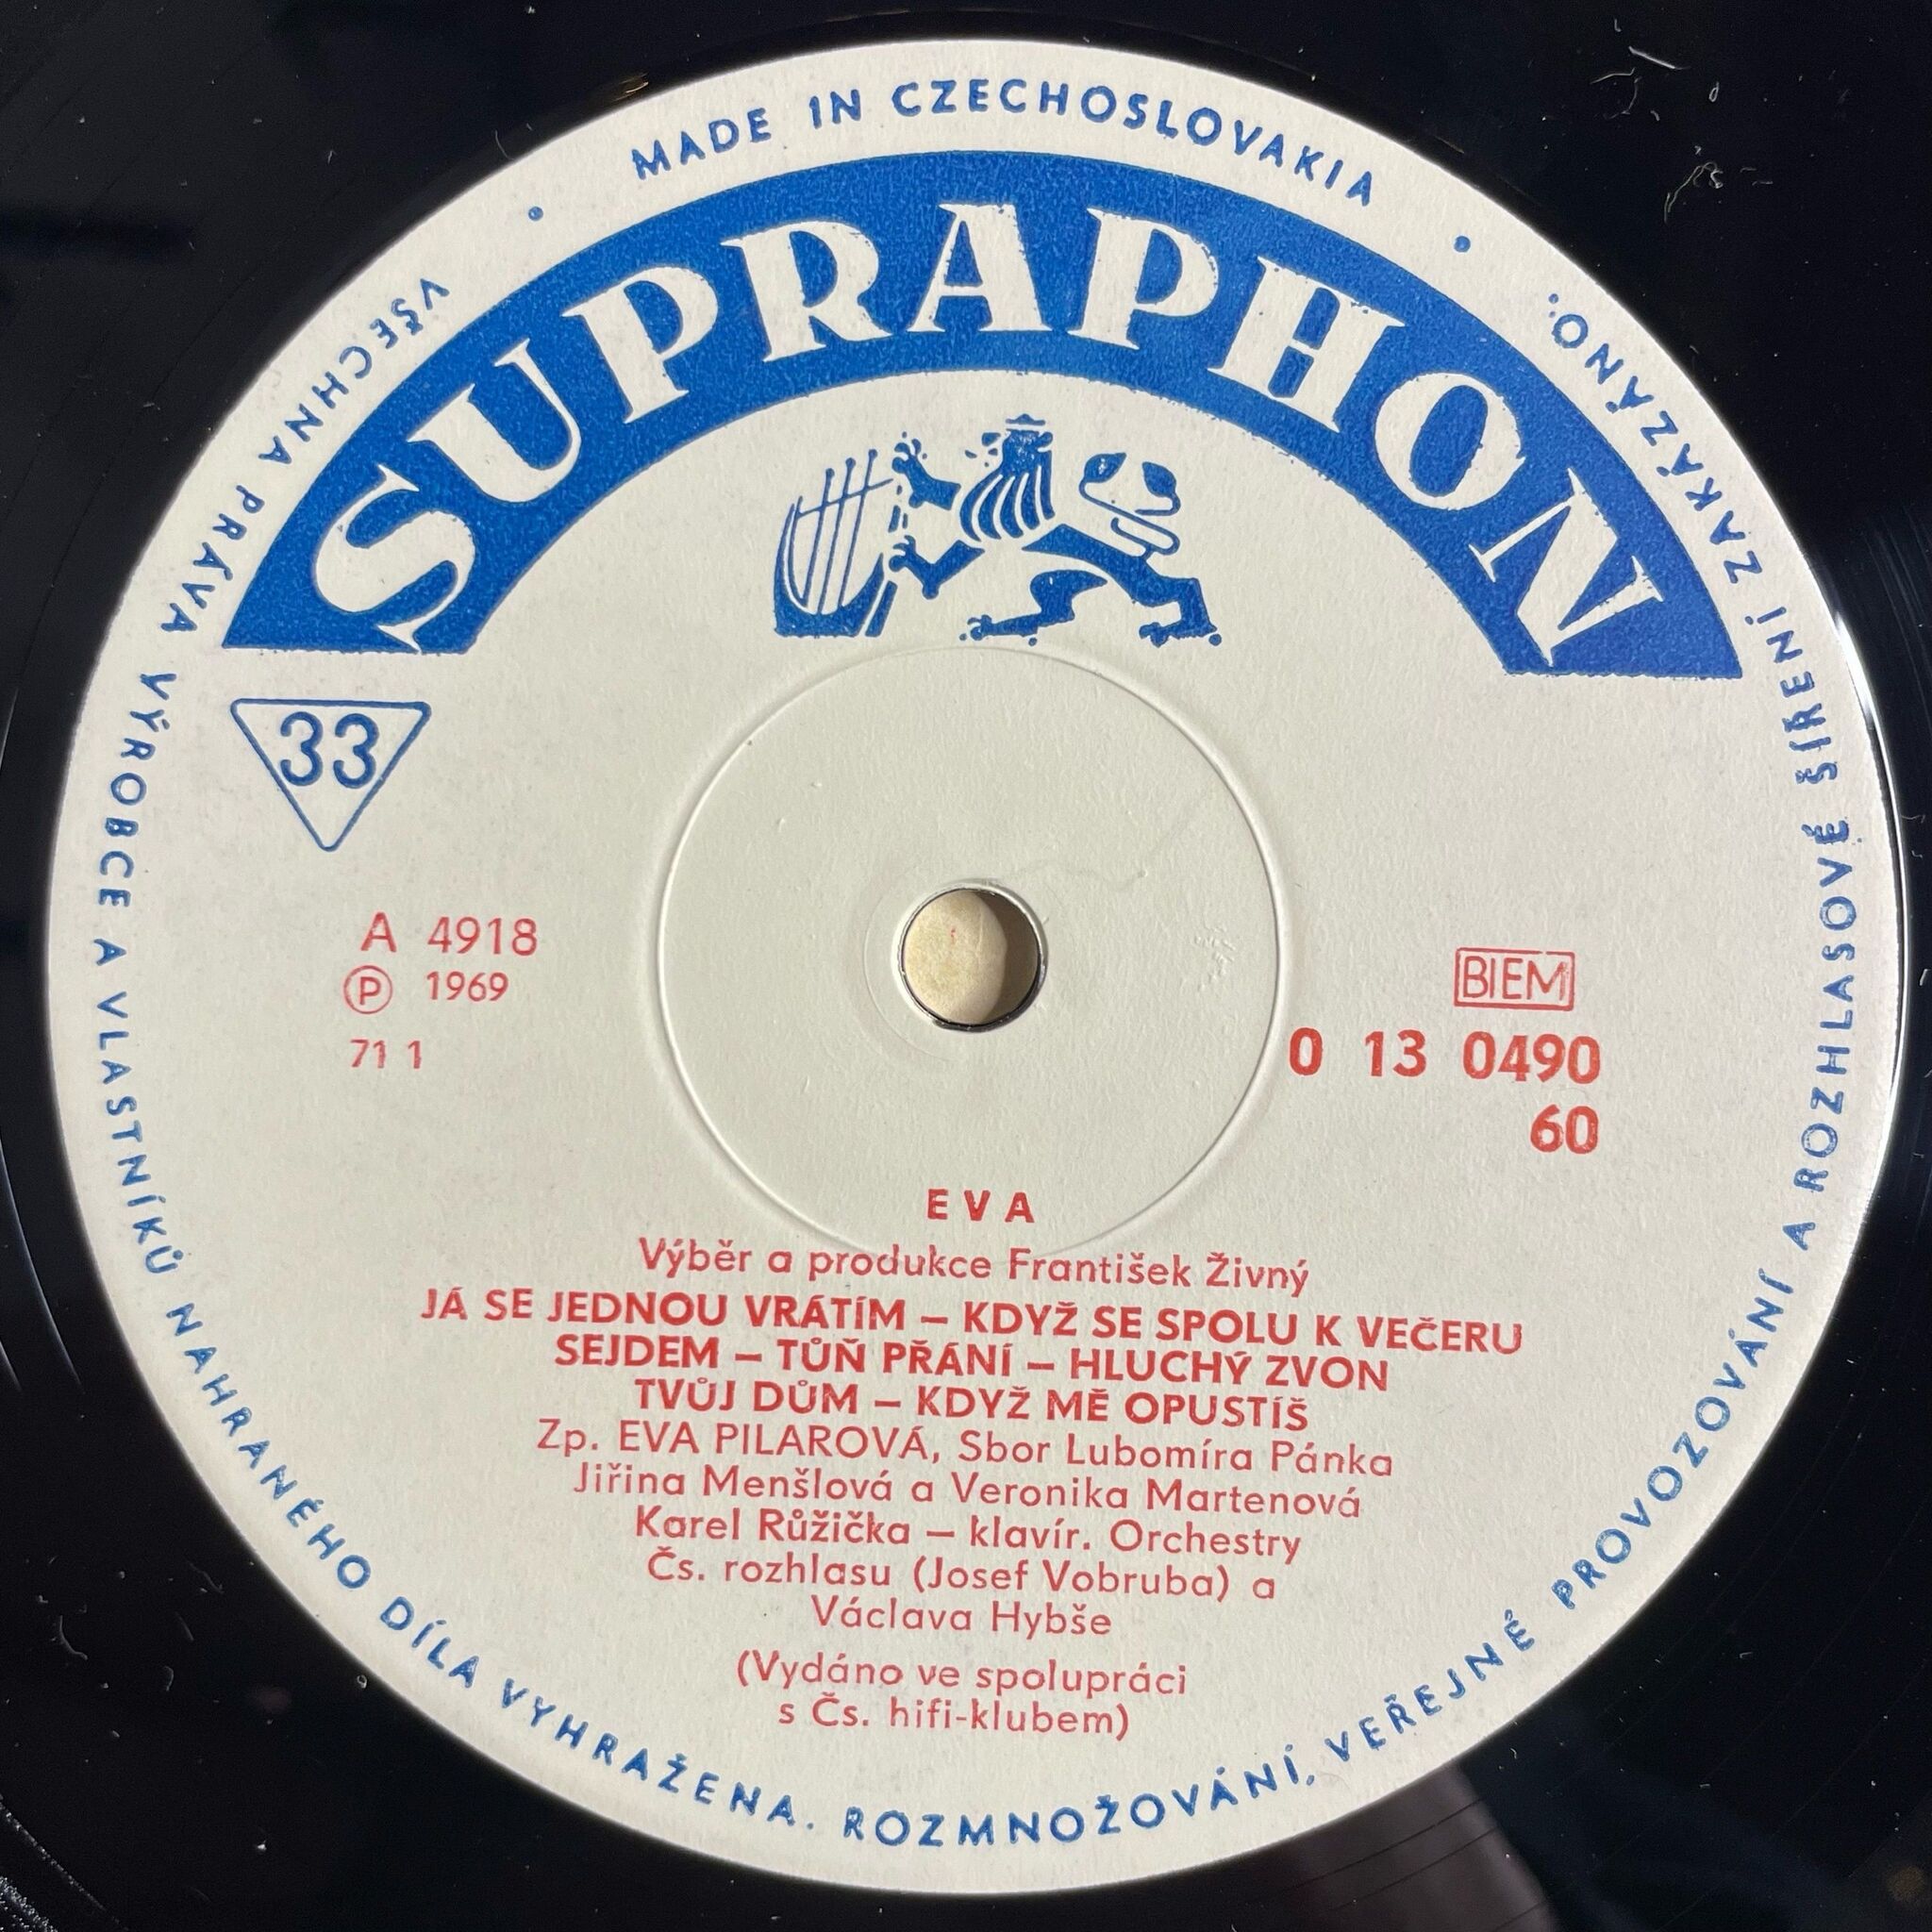 MADE IN CZECHOSLOVAKIA
SUPRAPHON
33
A 4918
Ⓟ 1969
71 1
BIEM
0 13 0490
60
EVA
Výběr a produkce František Živný
JÁ SE JEDNOU VRÁTÍM – KDYŽ SE SPOLU K VEČERU
SEJDEM – TŮŇ PŘÁNÍ – HLUCHÝ ZVON
TVŮJ DŮM – KDYŽ MĚ OPUSTÍŠ
Zp. EVA PILAROVÁ, Sbor Lubomíra Pánka
Jiřina Menšlová a Veronika Martenová
Karel Růžička – klavír. Orchestry
Čs. rozhlasu (Josef Vobruba) a
Václava Hybše
(Vydáno ve spolupráci
s Čs. hifi-klubem)
VŠECHNA PRÁVA VÝROBCE A VLASTNÍKŮ NAHRANÉHO DÍLA VYHRAŽENA. ROZMNOŽOVÁNÍ, VEŘEJNÉ PROVOZOVÁNÍ A ROZHLASOVÉ ŠÍŘENÍ ZAKÁZÁNO.